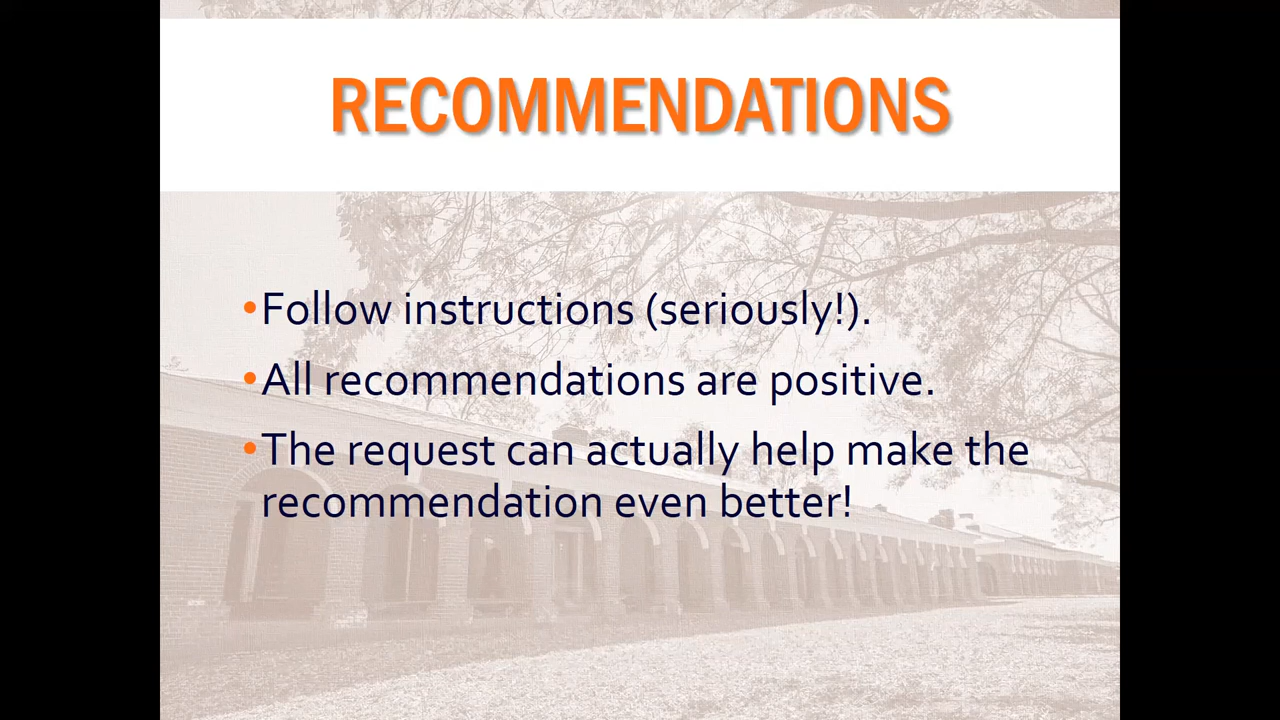 RECOMMENDATIONS
•Follow instructions (seriously!).
•All recommendations are positive.
•The request can actually help make the
recommendation even better!